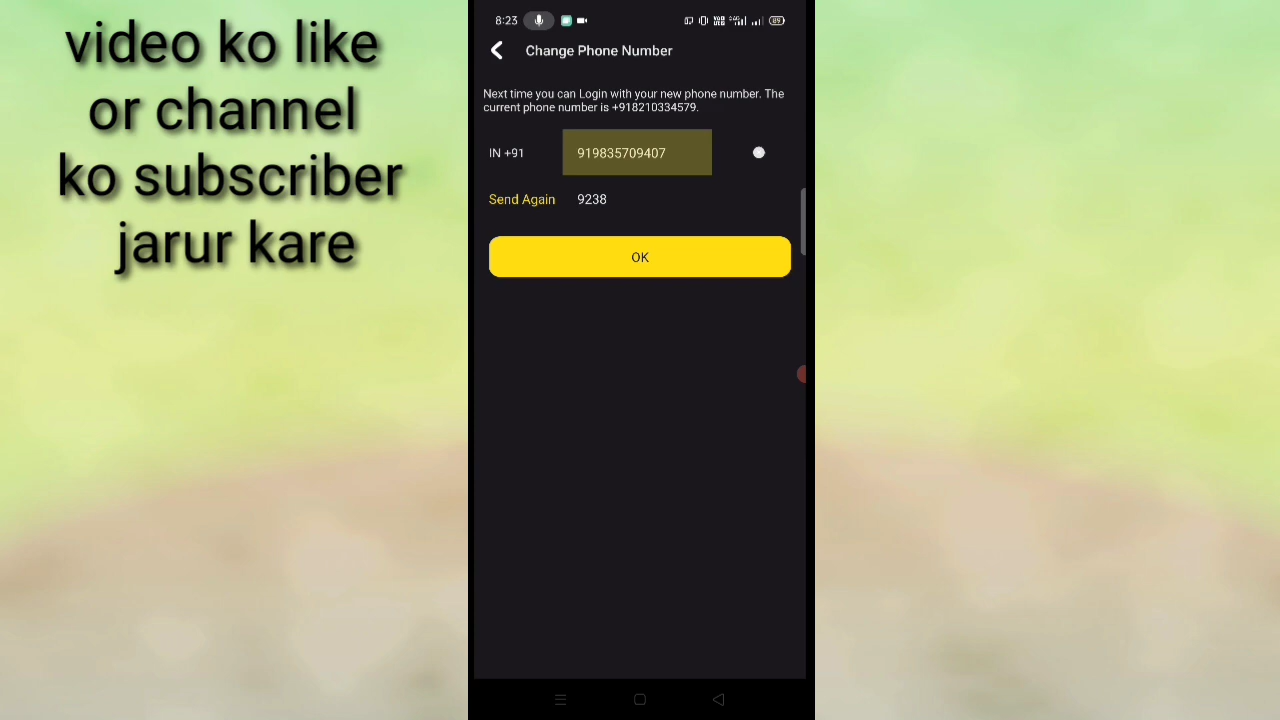 video ko like
or channel
ko subscriber
jarur kare
8:23
89
Change Phone Number
Next time you can Login with your new phone number. The
current phone number is +918210334579.
IN +91 919835709407
Send Again 9238
OK